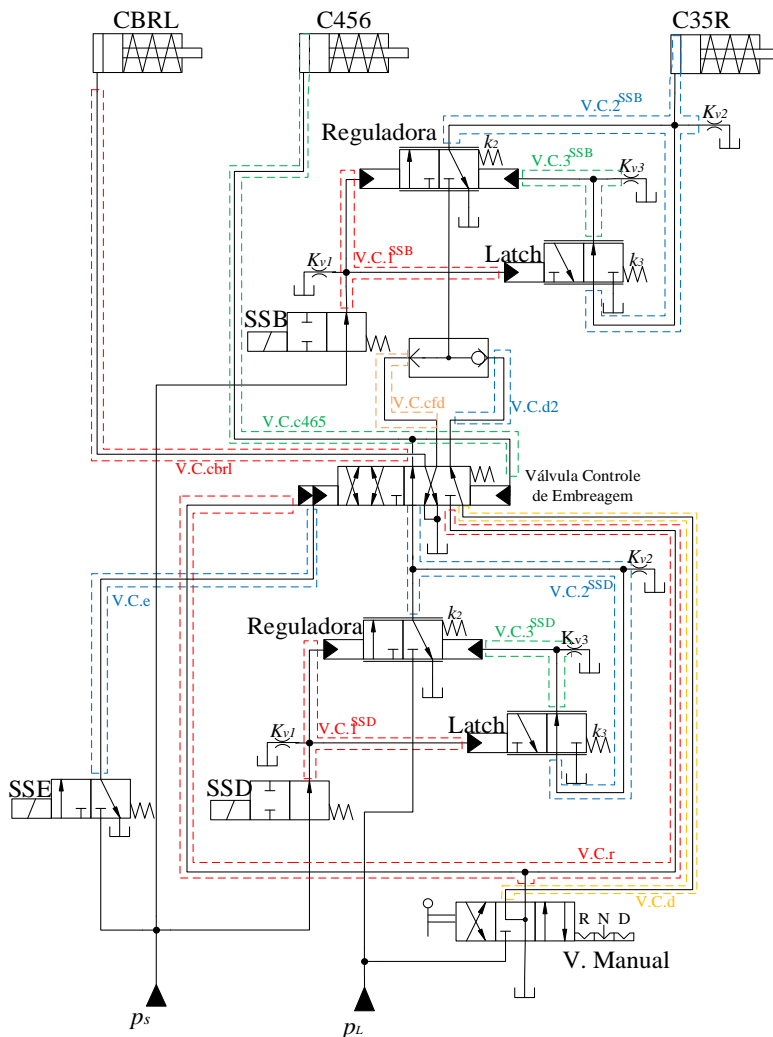 CBRL C456 C35R
V.C.2SSB
Kv2
Reguladora k2
V.C.3SSB Kv3
Latch
Kv1 V.C.1SSB k3
SSB
V.C.cfd V.C.d2
V.C.c465
V.C.cbrl
Válvula Controle
de Embreagem
Kv2
V.C.e V.C.2SSD
Reguladora k2
V.C.3SSD Kv3
Latch
Kv1 V.C.1SSD k3
SSE SSD
V.C.r
V.C.d
R N D
V. Manual
ps pL